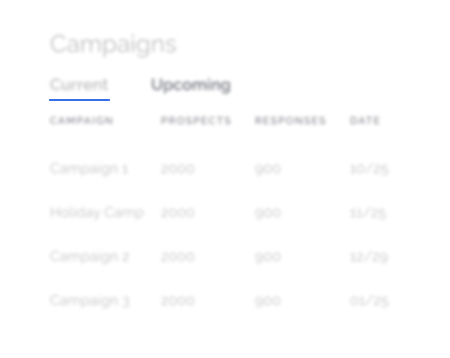 Campaigns
Current Upcoming
CAMPAIGN PROSPECTS RESPONSES DATE
Campaign 1 2000 900 10/25
Holiday Camp 2000 900 11/25
Campaign 2 2000 900 12/29
Campaign 3 2000 900 01/25